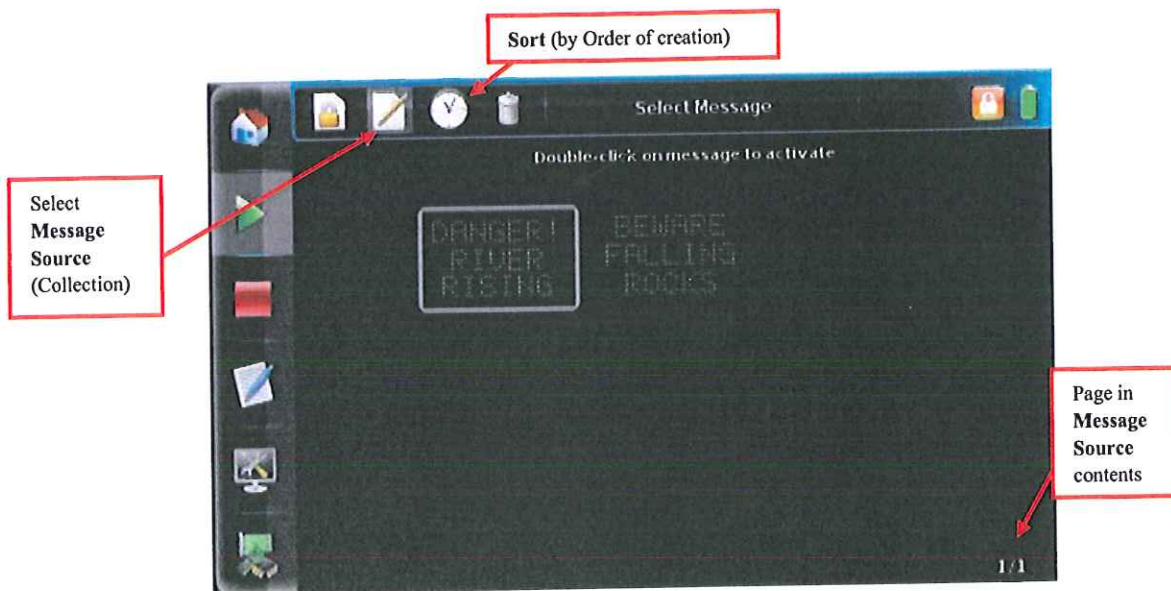 Sort (by Order of creation)
Select Message
Double-click on message to activate
Select
Message
Source
(Collection)
DANGER!
RIVER
RISING
BEWARE
FALLING
ROCKS
Page in
Message
Source
contents
1/1